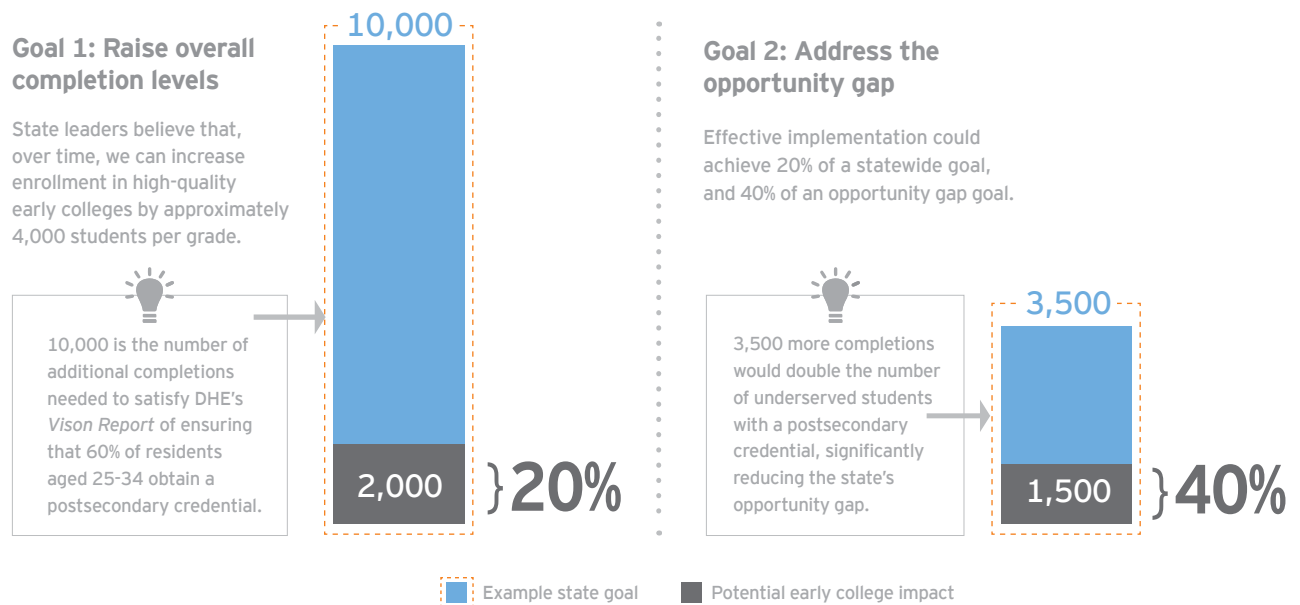 Goal 1: Raise overall
completion levels
State leaders believe that,
over time, we can increase
enrollment in high-quality
early colleges by approximately
4,000 students per grade.
10,000 is the number of
additional completions
needed to satisfy DHE's
Vison Report of ensuring
that 60% of residents
aged 25-34 obtain a
postsecondary credential.
10,000
2,000
}20%
Goal 2: Address the
opportunity gap
Effective implementation could
achieve 20% of a statewide goal,
and 40% of an opportunity gap goal.
3,500 more completions
would double the number
of underserved students
with a postsecondary
credential, significantly
reducing the state's
opportunity gap.
3,500
1,500
}40%
Example state goal
Potential early college impact